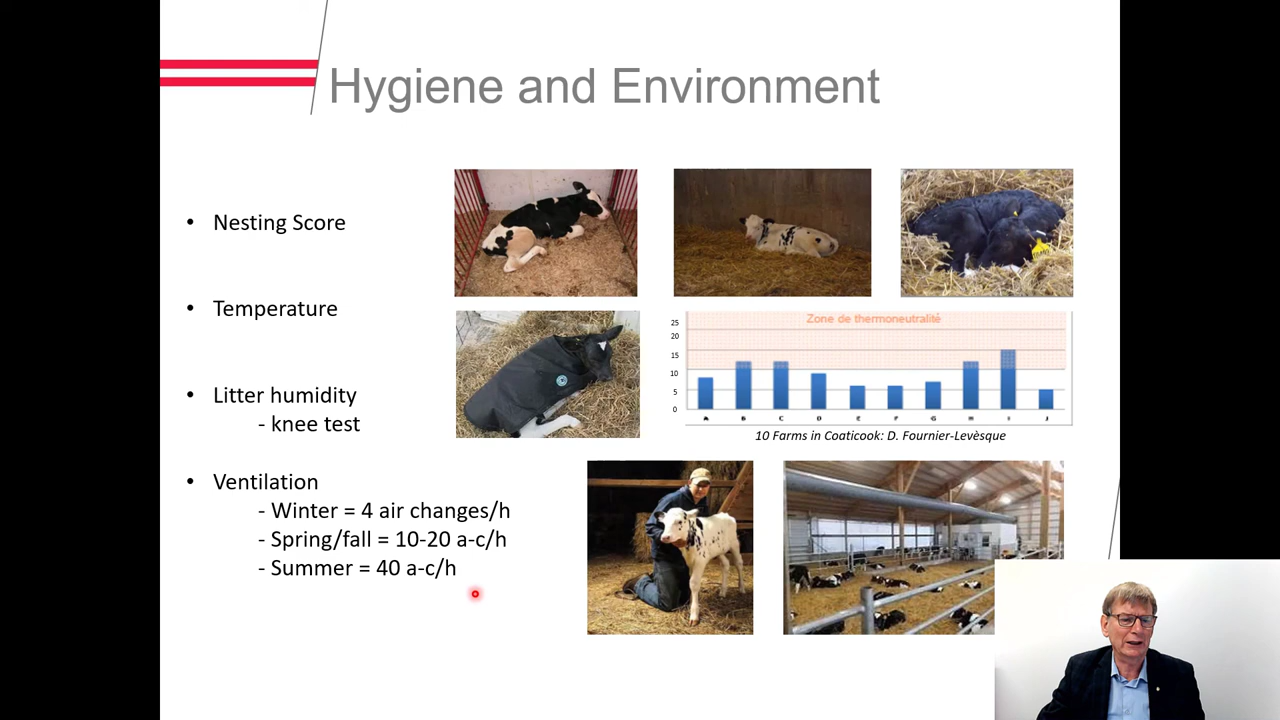 Hygiene and Environment
• Nesting Score
• Temperature
• Litter humidity
- knee test
• Ventilation
- Winter = 4 air changes/h
- Spring/fall = 10-20 a-c/h
- Summer = 40 a-c/h
Zone de thermoneutralité
25
20
15
10
5
0
A B C D E F G H I J
10 Farms in Coaticook: D. Fournier-Levèsque